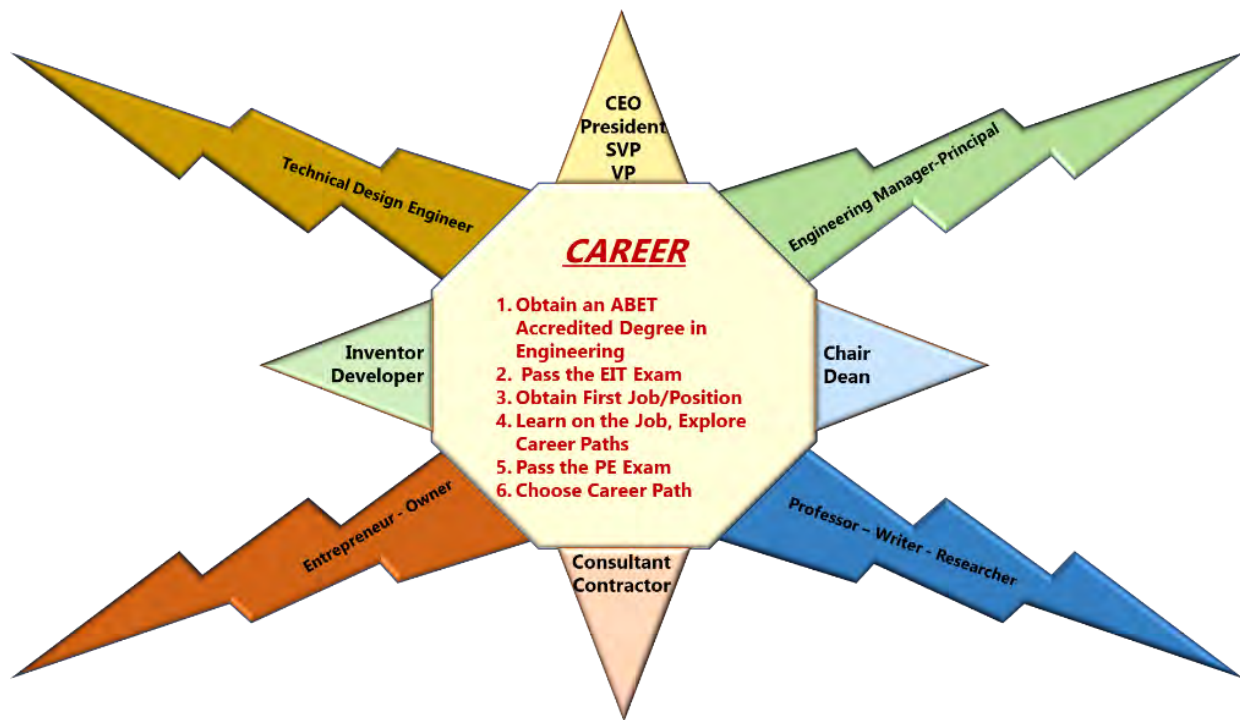 CEO
President
SVP
VP
Technical Design Engineer
Engineering Manager-Principal
CAREER
1. Obtain an ABET
Accredited Degree in
Engineering
2. Pass the EIT Exam
3. Obtain First Job/Position
4. Learn on the Job, Explore
Career Paths
5. Pass the PE Exam
6. Choose Career Path
Inventor
Developer
Chair
Dean
Entrepreneur - Owner
Professor – Writer - Researcher
Consultant
Contractor